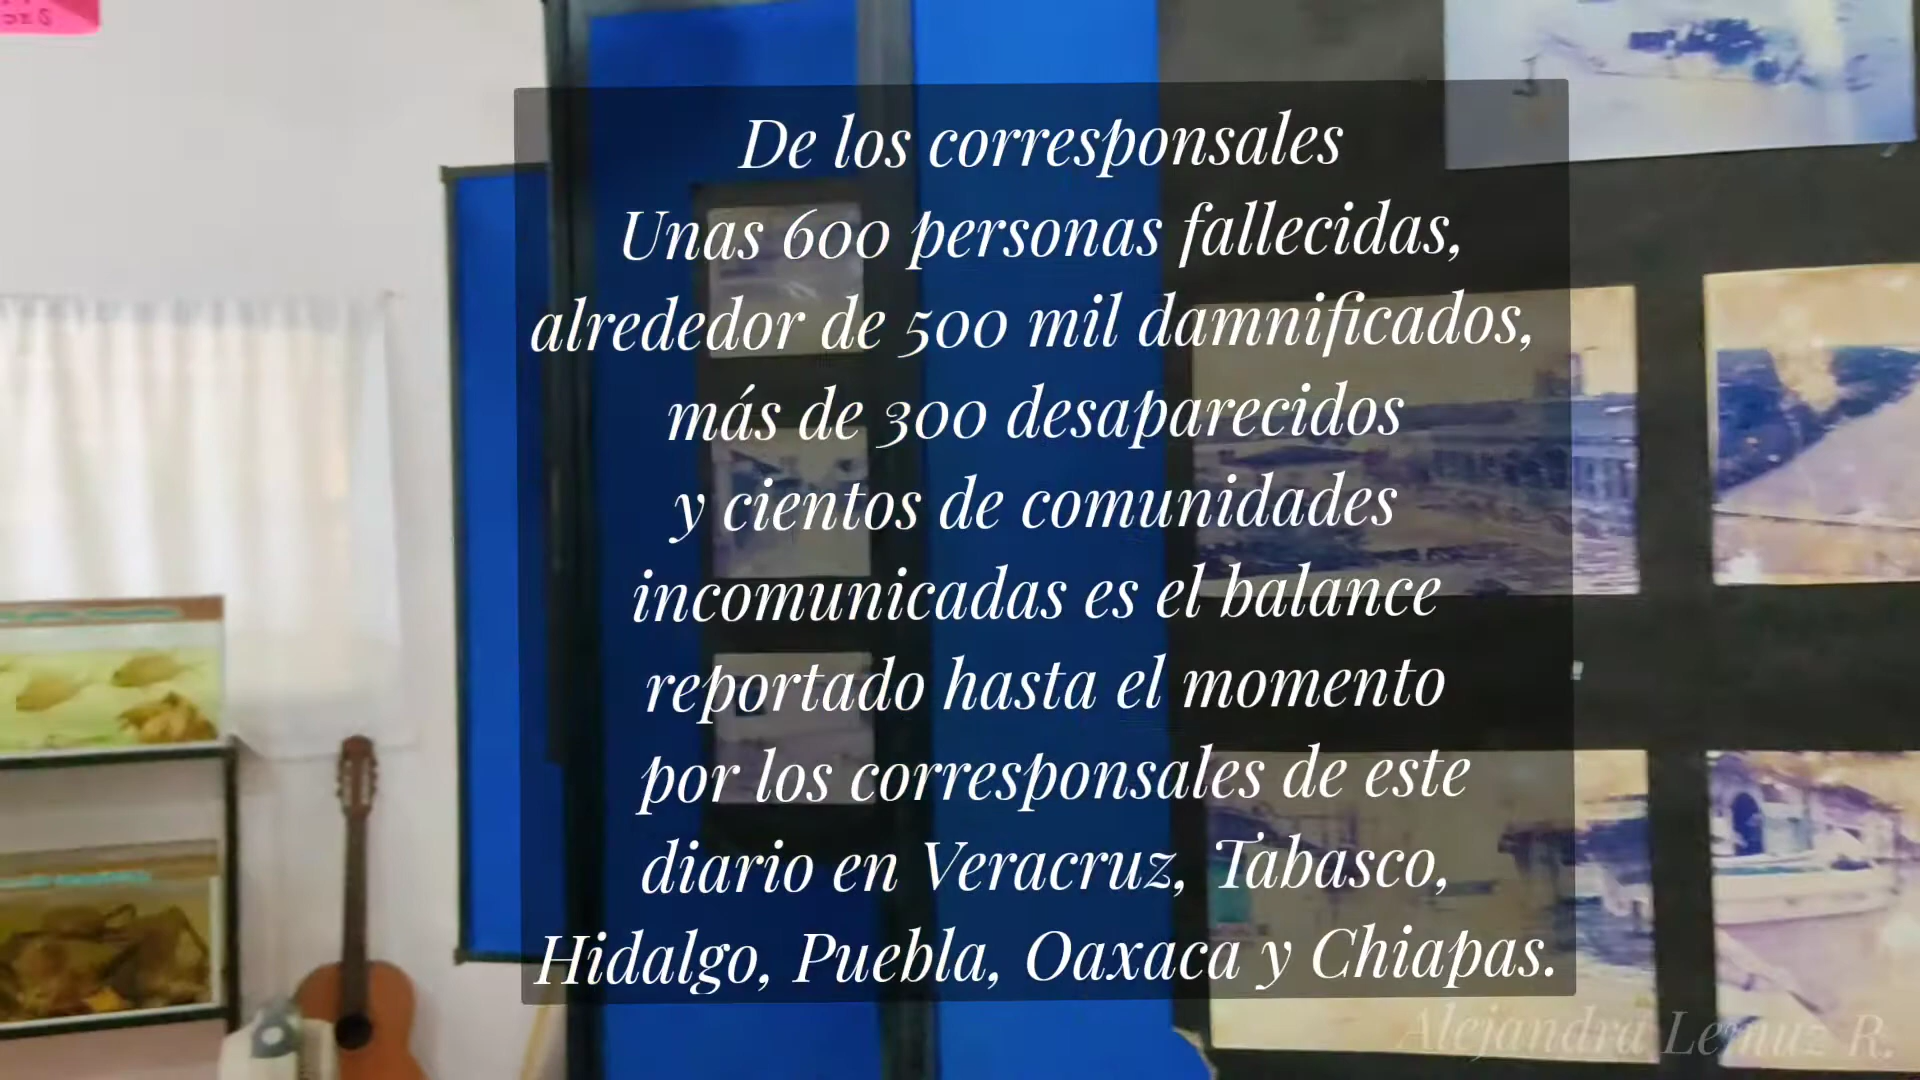 De los corresponsales
Unas 600 personas fallecidas,
alrededor de 500 mil damnificados,
más de 300 desaparecidos
y cientos de comunidades
incomunicadas es el balance
reportado hasta el momento
por los corresponsales de este
diario en Veracruz, Tabasco,
Hidalgo, Puebla, Oaxaca y Chiapas.
Alejandra Lemuz R.